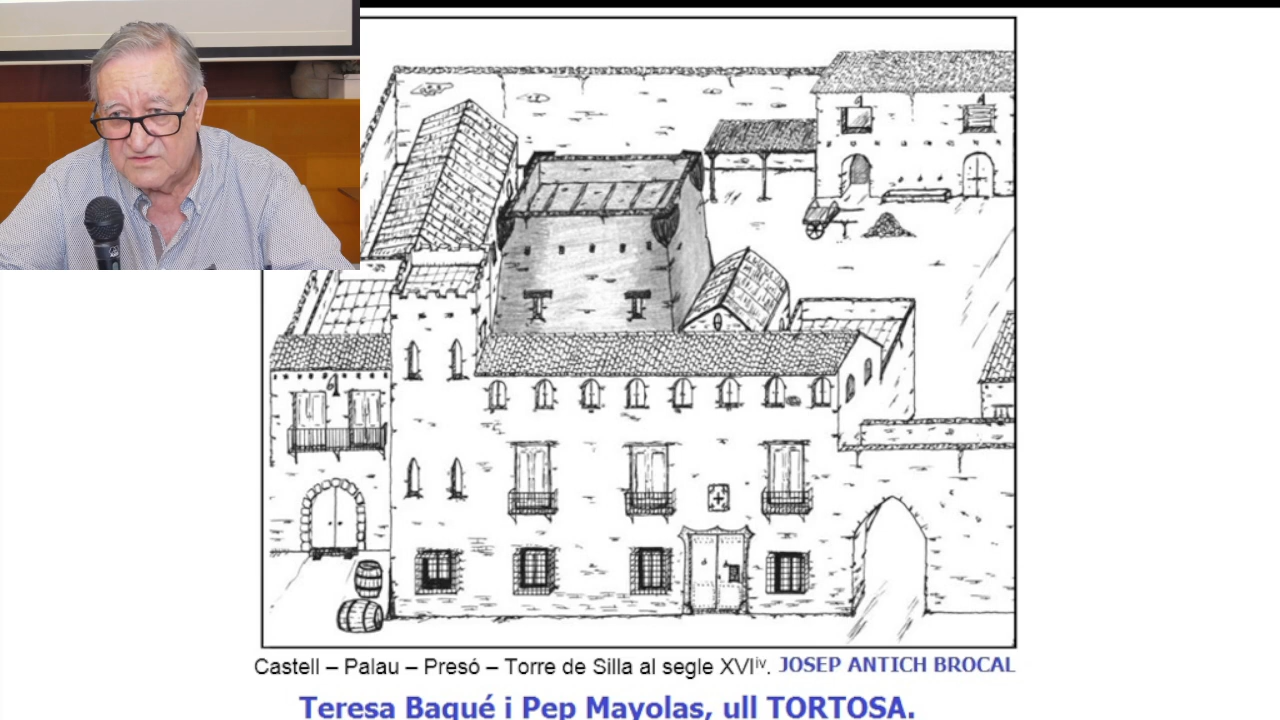 Castell – Palau – Presó – Torre de Silla al segle XVIⁱᵛ. JOSEP ANTICH BROCAL
Teresa Baqué i Pep Mayolas, ull TORTOSA.